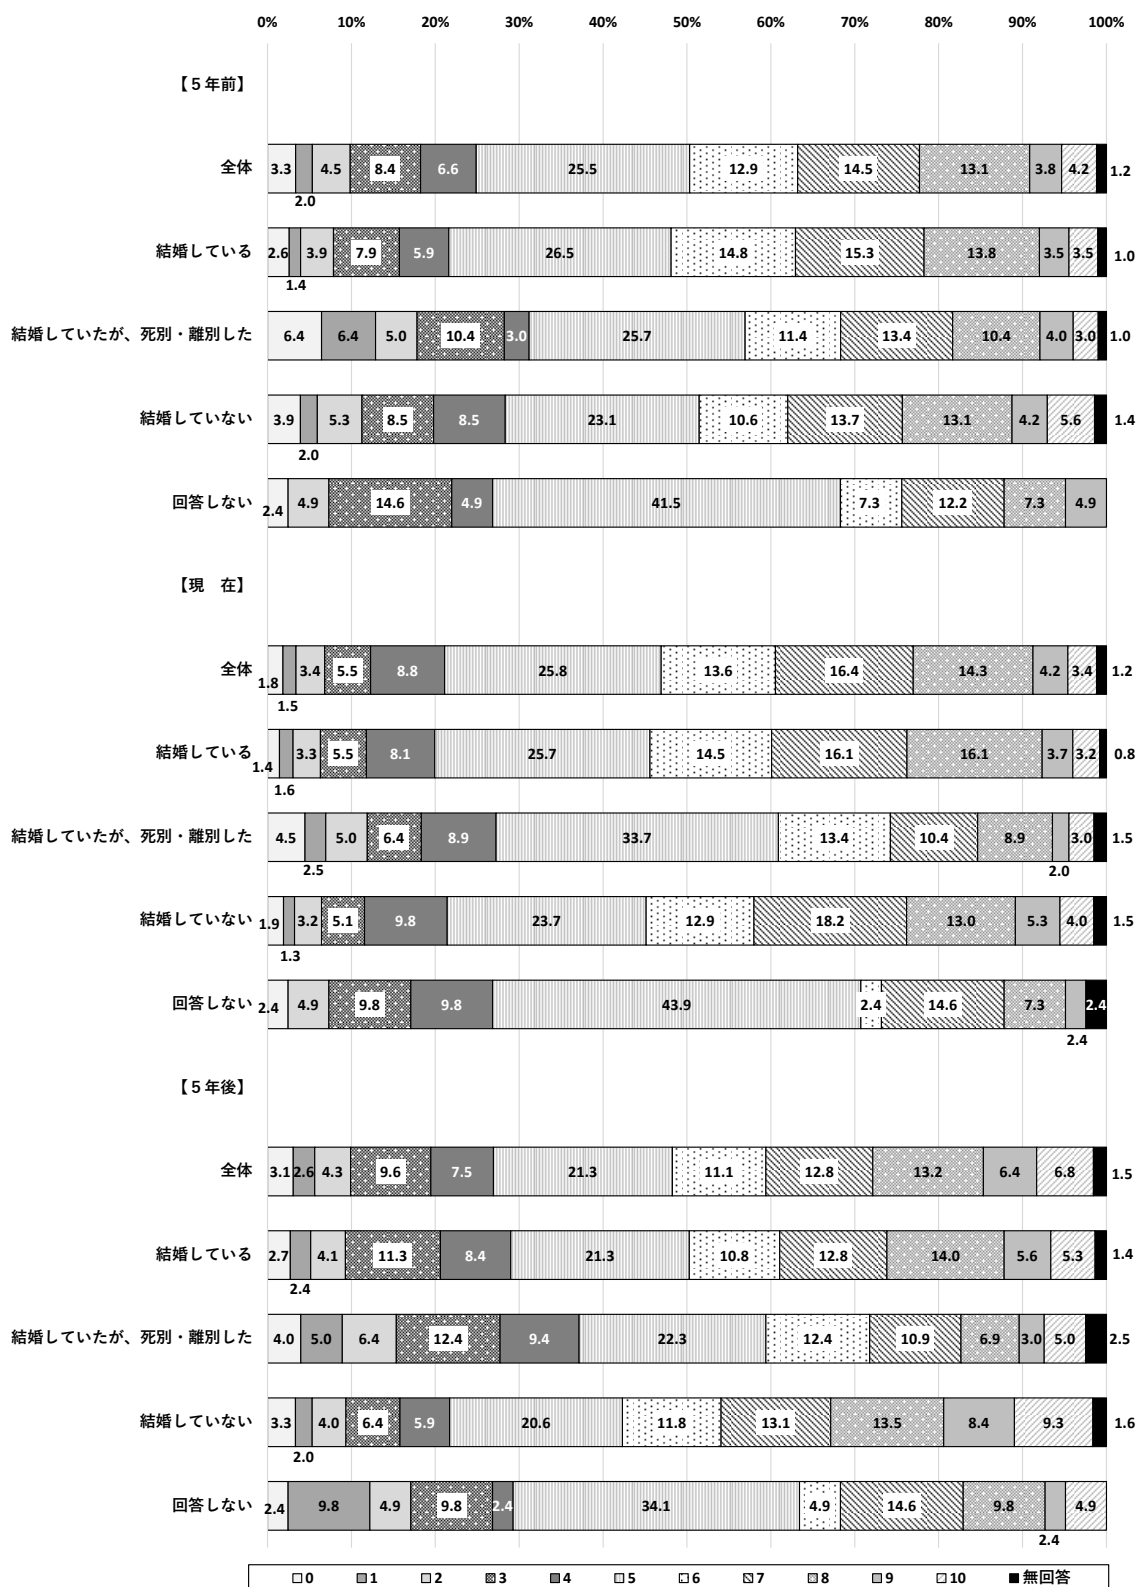 0% 10% 20% 30% 40% 50% 60% 70% 80% 90% 100%
【５年前】
全体 3.3 4.5 8.4 6.6 25.5 12.9 14.5 13.1 3.8 4.2 1.2
2.0
結婚している 2.6 3.9 7.9 5.9 26.5 14.8 15.3 13.8 3.5 3.5 1.0
1.4
結婚していたが、死別・離別した 6.4 6.4 5.0 10.4 3.0 25.7 11.4 13.4 10.4 4.0 3.0 1.0
結婚していない 3.9 5.3 8.5 8.5 23.1 10.6 13.7 13.1 4.2 5.6 1.4
2.0
回答しない 2.4 4.9 14.6 4.9 41.5 7.3 12.2 7.3 4.9
【現　在】
全体 1.8 3.4 5.5 8.8 25.8 13.6 16.4 14.3 4.2 3.4 1.2
1.5
結婚している 1.4 3.3 5.5 8.1 25.7 14.5 16.1 16.1 3.7 3.2 0.8
1.6
結婚していたが、死別・離別した 4.5 5.0 6.4 8.9 33.7 13.4 10.4 8.9 3.0 1.5
2.5 2.0
結婚していない 1.9 3.2 5.1 9.8 23.7 12.9 18.2 13.0 5.3 4.0 1.5
1.3
回答しない 2.4 4.9 9.8 9.8 43.9 2.4 14.6 7.3 2.4
2.4
【５年後】
全体 3.1 2.6 4.3 9.6 7.5 21.3 11.1 12.8 13.2 6.4 6.8 1.5
結婚している 2.7 4.1 11.3 8.4 21.3 10.8 12.8 14.0 5.6 5.3 1.4
2.4
結婚していたが、死別・離別した 4.0 5.0 6.4 12.4 9.4 22.3 12.4 10.9 6.9 3.0 5.0 2.5
結婚していない 3.3 4.0 6.4 5.9 20.6 11.8 13.1 13.5 8.4 9.3 1.6
2.0
回答しない 2.4 9.8 4.9 9.8 2.4 34.1 4.9 14.6 9.8 4.9
2.4
0 1 2 3 4 5 6 7 8 9 10 無回答